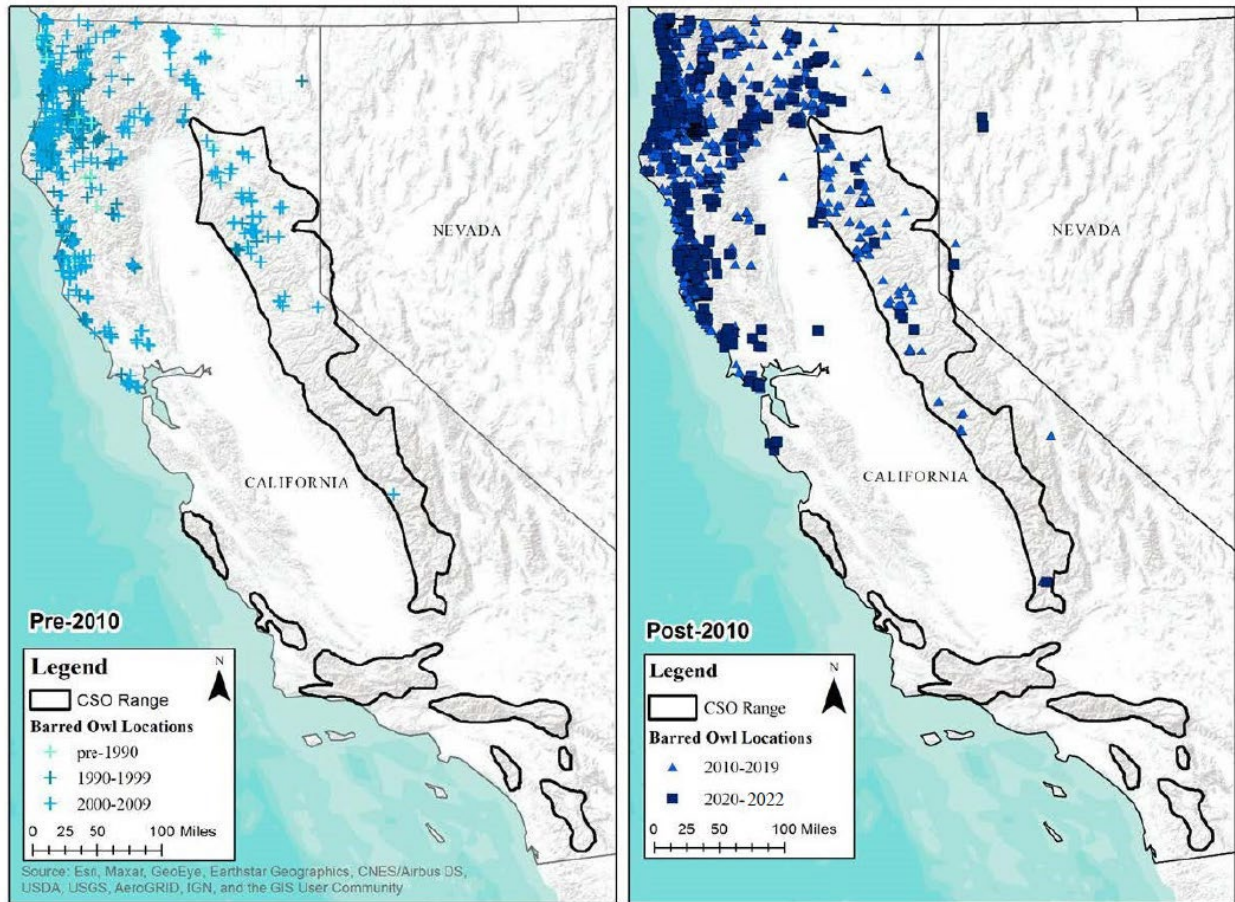 NEVADA
CALIFORNIA
Pre-2010
Legend
N
CSO Range
Barred Owl Locations
pre-1990
1990-1999
2000-2009
0 25 50 100 Miles
Source: Esri, Maxar, GeoEye, Earthstar Geographics, CNES/Airbus DS,
USDA, USGS, AeroGRID, IGN, and the GIS User Community
NEVADA
CALIFORNIA
Post-2010
Legend
N
CSO Range
Barred Owl Locations
2010-2019
2020-2022
0 25 50 100 Miles